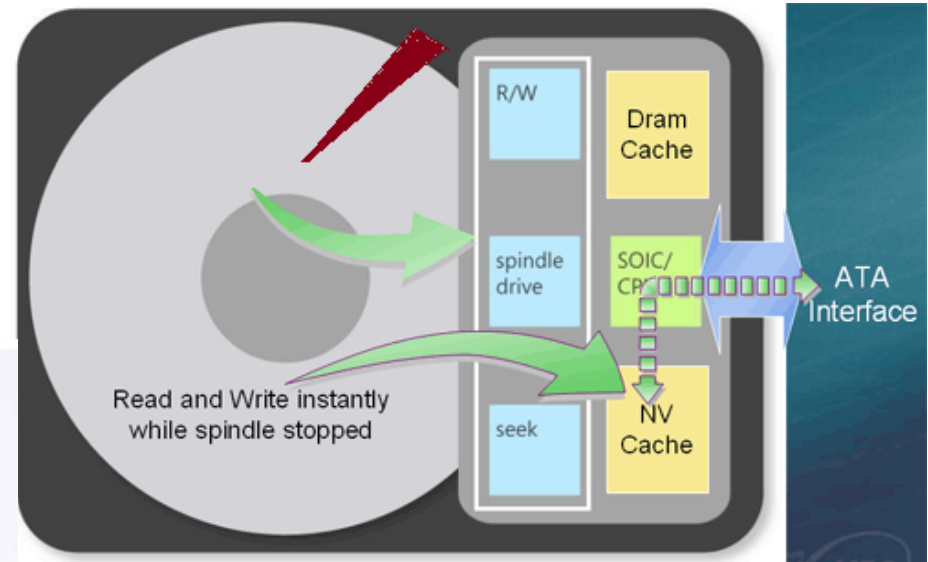 R/W
Dram
Cache
spindle
drive
SOIC/
ATA
Interface
Read and Write instantly
while spindle stopped
seek
NV
Cache